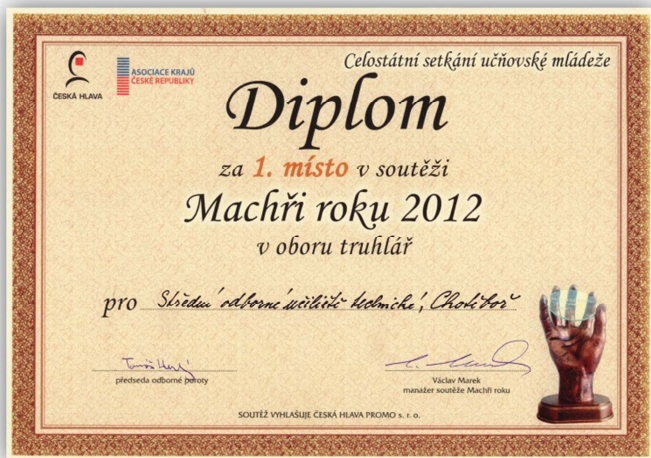 Celostátní setkání učňovské mládeže
ČESKÁ HLAVA
ASOCIACE KRAJŮ
ČESKÉ REPUBLIKY
Diplom
za 1. místo v soutěži
Machři roku 2012
v oboru truhlář
pro Střední odborné učiliště technické, Chotěboř
předseda odborné poroty
Václav Marek
manažer soutěže Machři roku
SOUTĚŽ VYHLAŠUJE ČESKÁ HLAVA PROMO s. r. o.